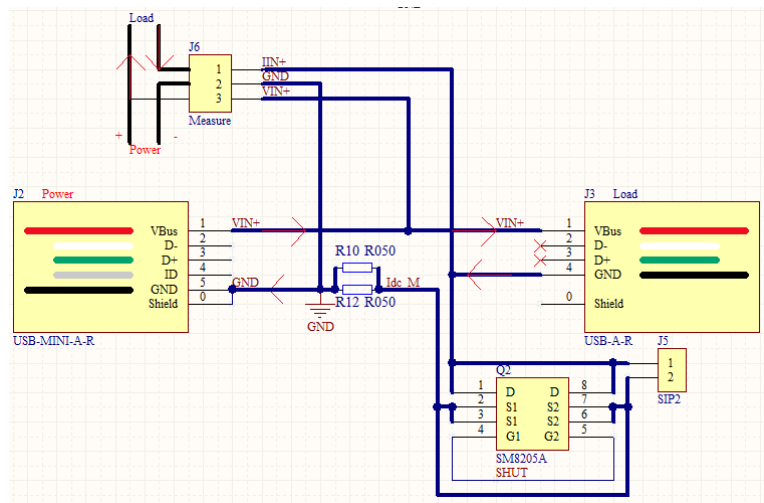 Load
J6
1
2
3
IIN+
GND
VIN+
Measure
+
-
Power
J2 Power
VBus
D-
D+
ID
GND
Shield
1
2
3
4
5
0
VIN+
GND
USB-MINI-A-R
R10 R050
R12 R050
Idc_M
GND
VIN+
J3 Load
1
2
3
4
0
VBus
D-
D+
GND
Shield
USB-A-R
J5
1
2
SIP2
Q2
1 D D 8
2 S1 S2 7
3 S1 S2 6
4 G1 G2 5
SM8205A
SHUT